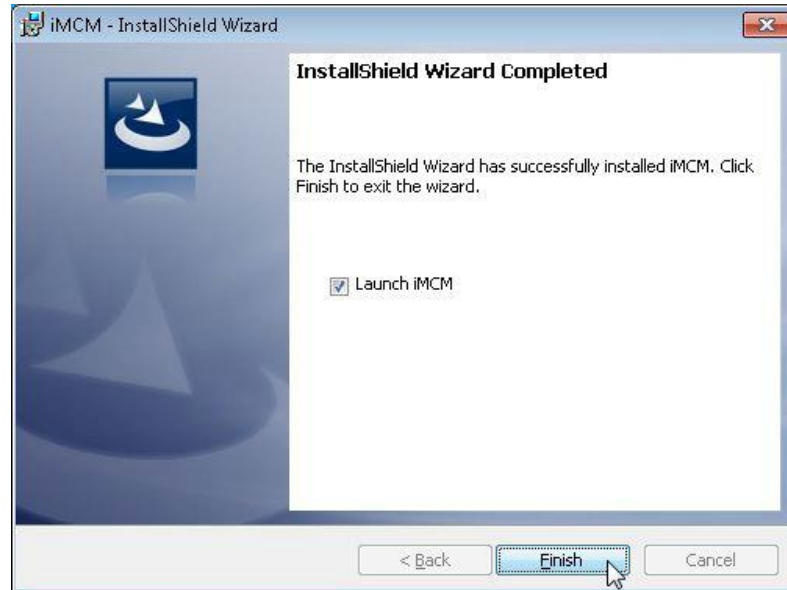 iMCM - InstallShield Wizard
InstallShield Wizard Completed
The InstallShield Wizard has successfully installed iMCM. Click
Finish to exit the wizard.
Launch iMCM
< Back Finish Cancel